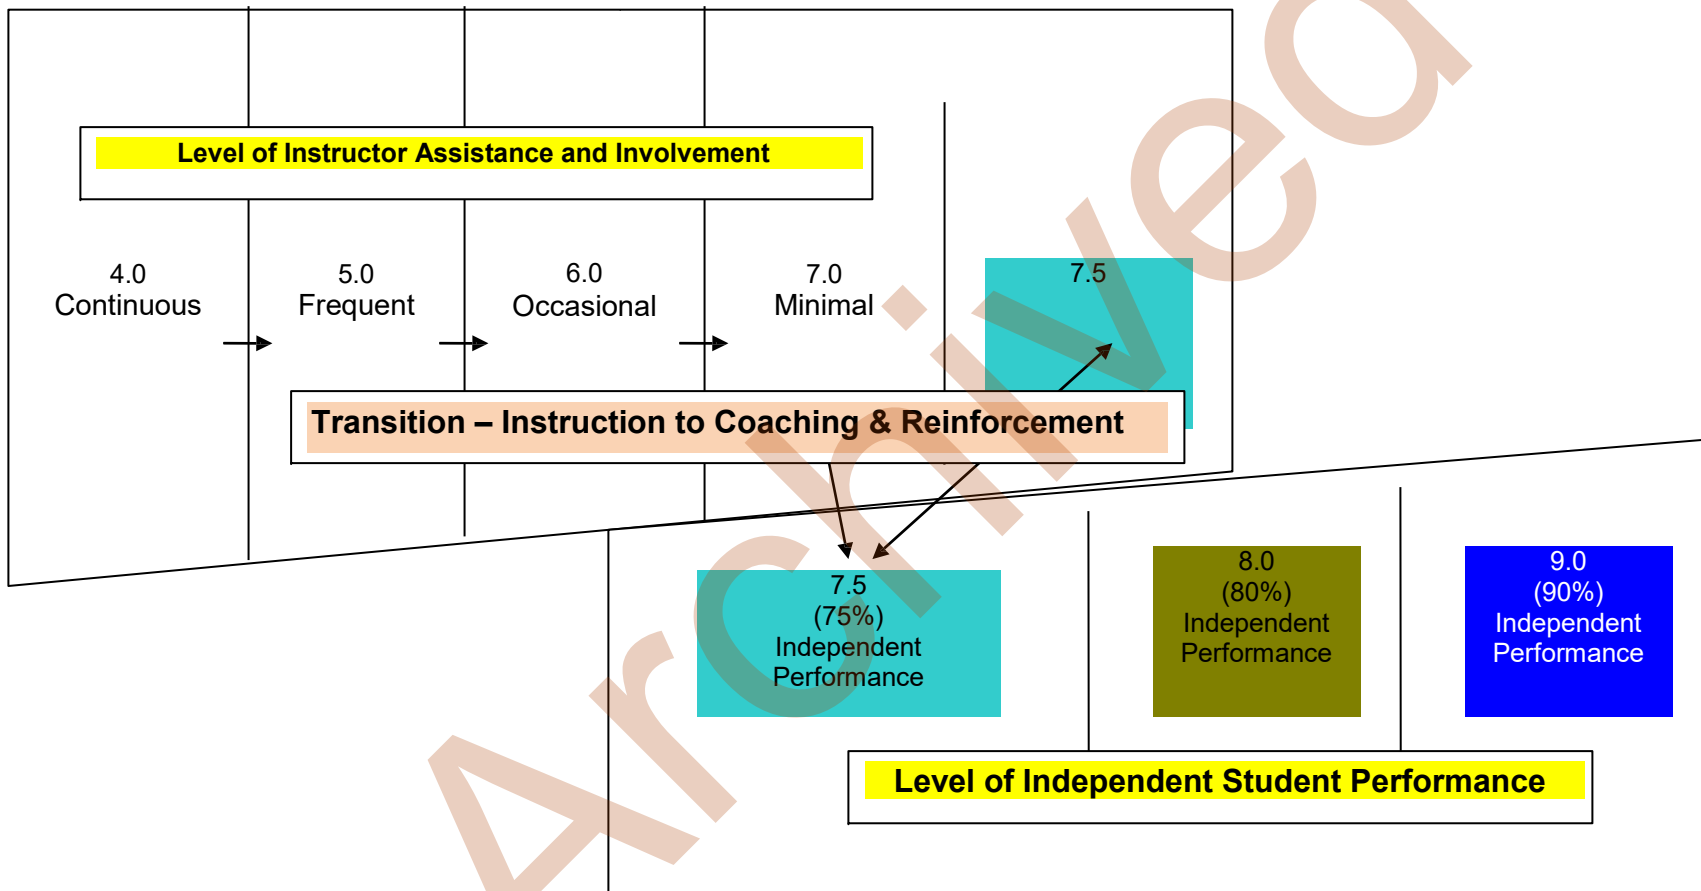 Level of Instructor Assistance and Involvement
4.0
Continuous
5.0
Frequent
6.0
Occasional
7.0
Minimal
7.5
Transition – Instruction to Coaching & Reinforcement
7.5
(75%)
Independent
Performance
8.0
(80%)
Independent
Performance
9.0
(90%)
Independent
Performance
Level of Independent Student Performance
Archived